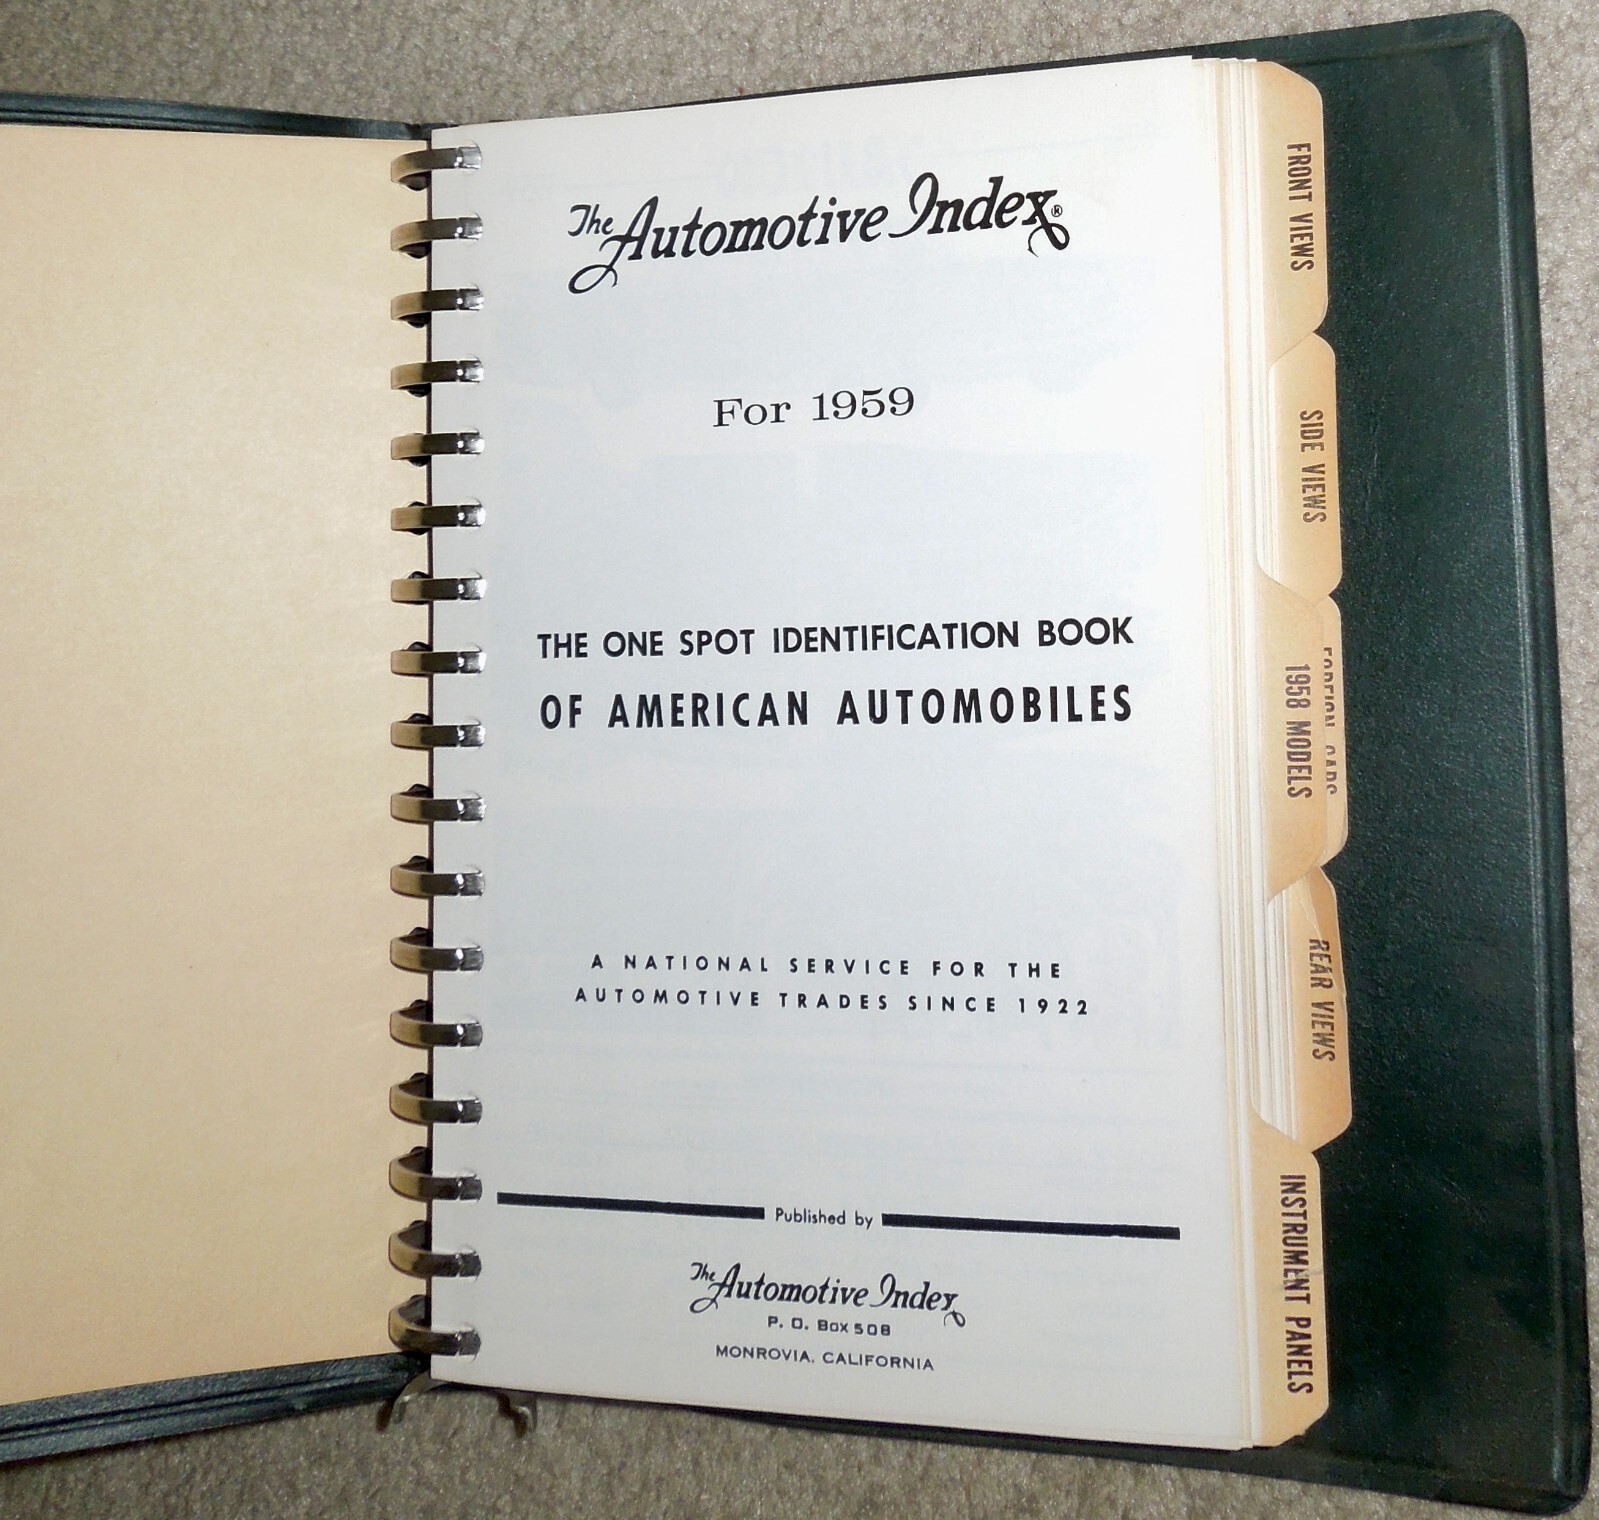 The Automotive Index®
For 1959
THE ONE SPOT IDENTIFICATION BOOK
OF AMERICAN AUTOMOBILES
A NATIONAL SERVICE FOR THE
AUTOMOTIVE TRADES SINCE 1922
Published by
The Automotive Index
P. O. Box 508
MONROVIA, CALIFORNIA
FRONT VIEWS
SIDE VIEWS
FOREIGN CARS
1958 MODELS
REAR VIEWS
INSTRUMENT PANELS